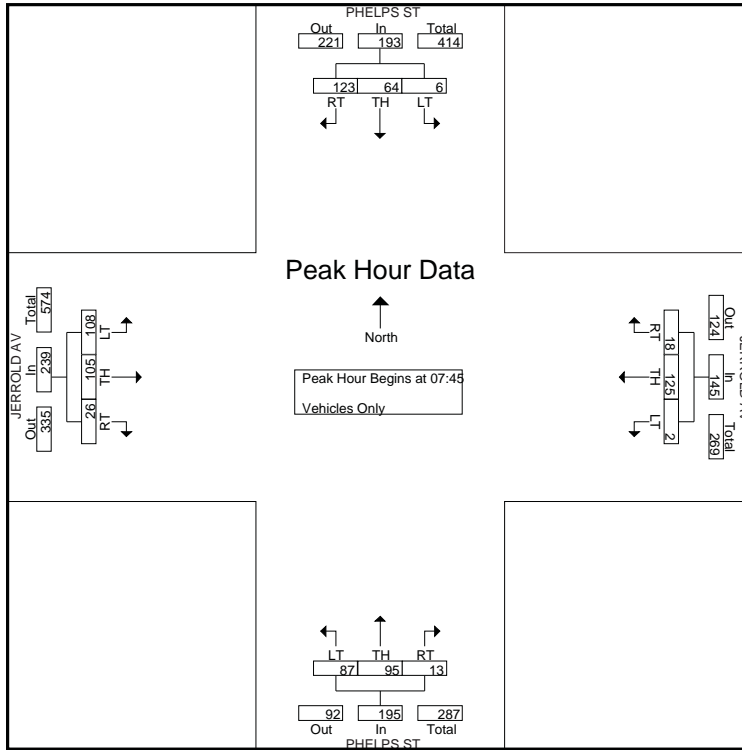 PHELPS ST
Out In Total
221 193 414
123 64 6
RT TH LT
Peak Hour Data
North
Peak Hour Begins at 07:45
Vehicles Only
JERROLD AV
Total 574
In 239
Out 335
LT 108
TH 105
RT 26
Out 124
In 145
Total 269
RT 18
TH 125
LT 2
LT TH RT
87 95 13
92 195 287
Out In Total
PHELPS ST